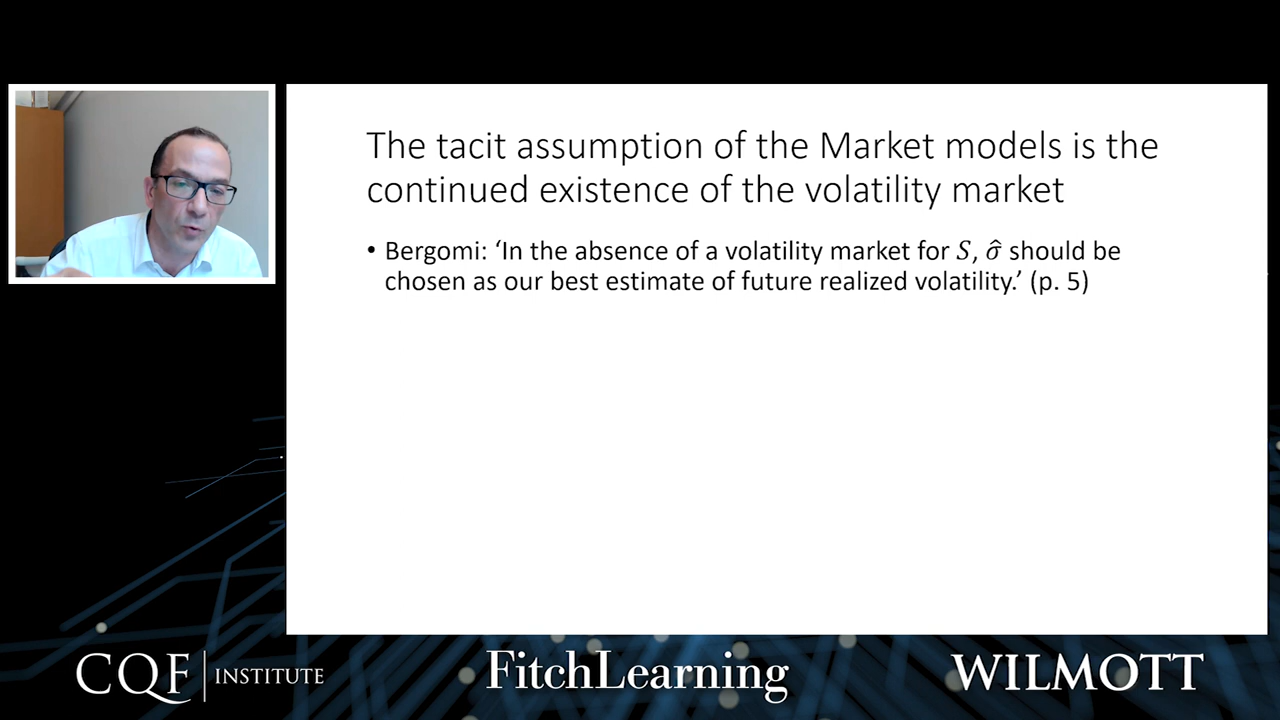 The tacit assumption of the Market models is the
continued existence of the volatility market
• Bergomi: ‘In the absence of a volatility market for 𝑆, σ̂ should be
chosen as our best estimate of future realized volatility.’ (p. 5)
CQF INSTITUTE
FitchLearning
WILMOTT